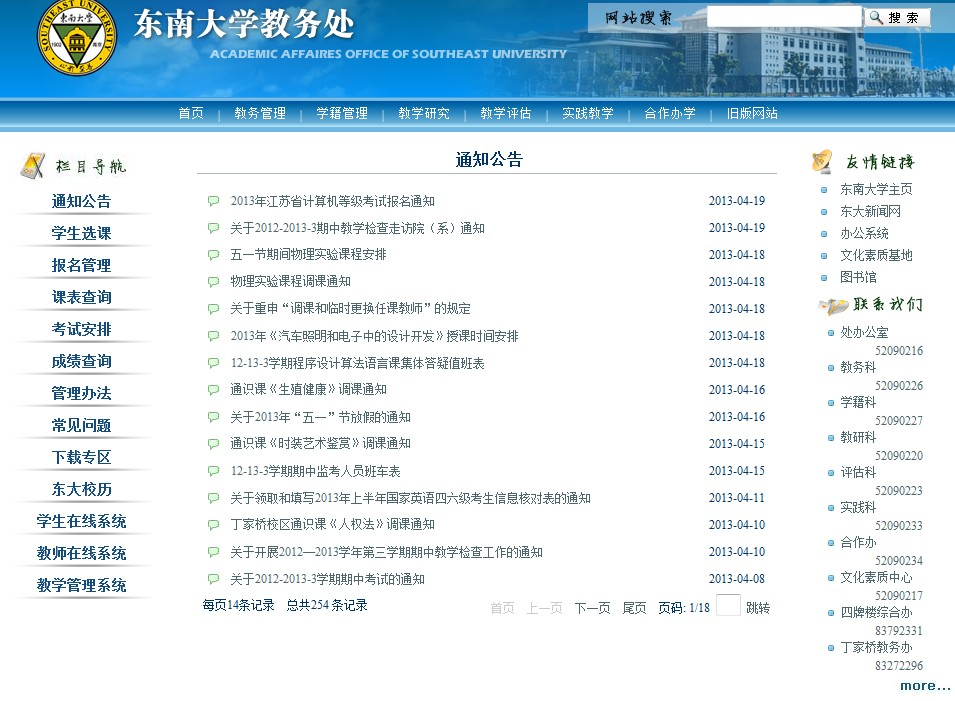 东南大学教务处
ACADEMIC AFFAIRES OFFICE OF SOUTHEAST UNIVERSITY
网站搜索 搜 索
首页 | 教务管理 | 学籍管理 | 教学研究 | 教学评估 | 实践教学 | 合作办学 | 旧版网站
栏目导航
通知公告
学生选课
报名管理
课表查询
考试安排
成绩查询
管理办法
常见问题
下载专区
东大校历
学生在线系统
教师在线系统
教学管理系统
通知公告
2013年江苏省计算机等级考试报名通知 2013-04-19
关于2012-2013-3期中教学检查走访院（系）通知 2013-04-19
五一节期间物理实验课程安排 2013-04-18
物理实验课程调课通知 2013-04-18
关于重申“调课和临时更换任课教师”的规定 2013-04-18
2013年《汽车照明和电子中的设计开发》授课时间安排 2013-04-18
12-13-3学期程序设计算法语言课集体答疑值班表 2013-04-18
通识课《生殖健康》调课通知 2013-04-16
关于2013年“五一”节放假的通知 2013-04-16
通识课《时装艺术鉴赏》调课通知 2013-04-15
12-13-3学期期中监考人员班车表 2013-04-15
关于领取和填写2013年上半年国家英语四六级考生信息核对表的通知 2013-04-11
丁家桥校区通识课《人权法》调课通知 2013-04-10
关于开展2012—2013学年第三学期期中教学检查工作的通知 2013-04-10
关于2012-2013-3学期期中考试的通知 2013-04-08
每页14条记录 总共254条记录 首页 上一页 下一页 尾页 页码: 1/18 跳转
友情链接
东南大学主页
东大新闻网
办公系统
文化素质基地
图书馆
联系我们
处办公室
52090216
教务科
52090226
学籍科
52090227
教研科
52090220
评估科
52090223
实践科
52090233
合作办
52090234
文化素质中心
52090217
四牌楼综合办
83792331
丁家桥教务办
83272296
more...